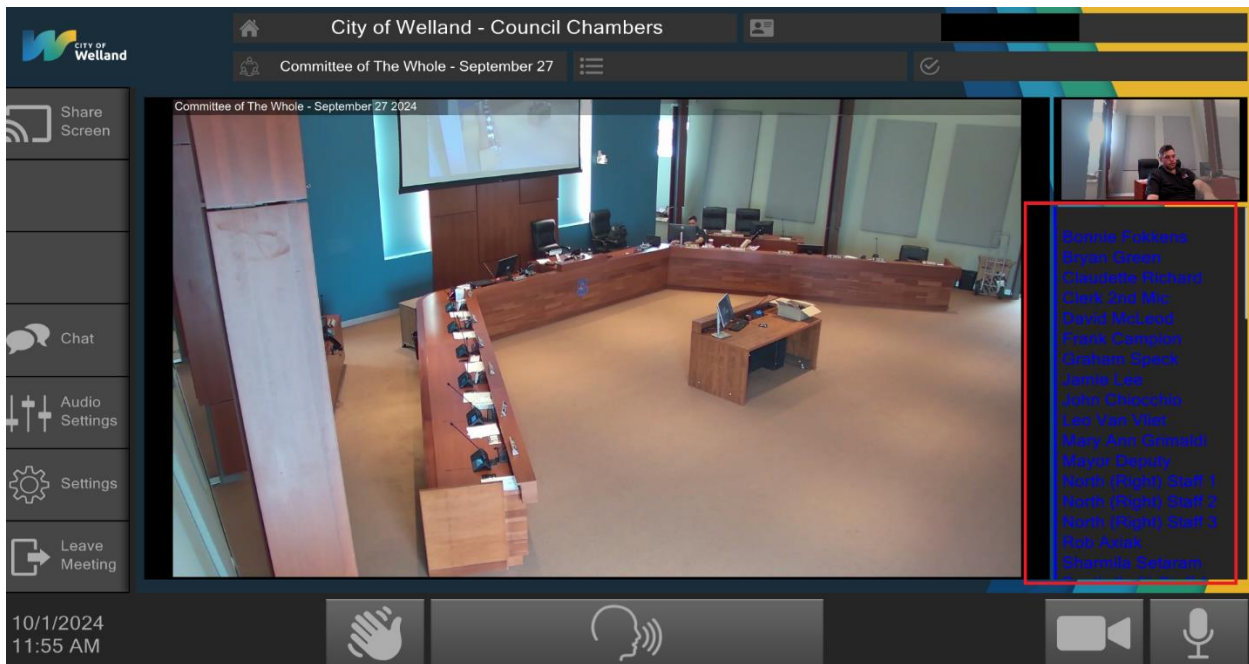 CITY OF
Welland
City of Welland - Council Chambers
Committee of The Whole - September 27
Share
Screen
Chat
Audio
Settings
Settings
Leave
Meeting
Committee of The Whole - September 27 2024
Bonnie Fokkens
Bryan Green
Claudette Richard
Clerk 2nd Mic
David McLeod
Frank Campion
Graham Speck
Jamie Lee
John Chiocchio
Leo Van Vliet
Mary Ann Grimaldi
Mayor Deputy
North (Right) Staff 1
North (Right) Staff 2
North (Right) Staff 3
Rob Axiak
Sharmila Setaram
10/1/2024
11:55 AM